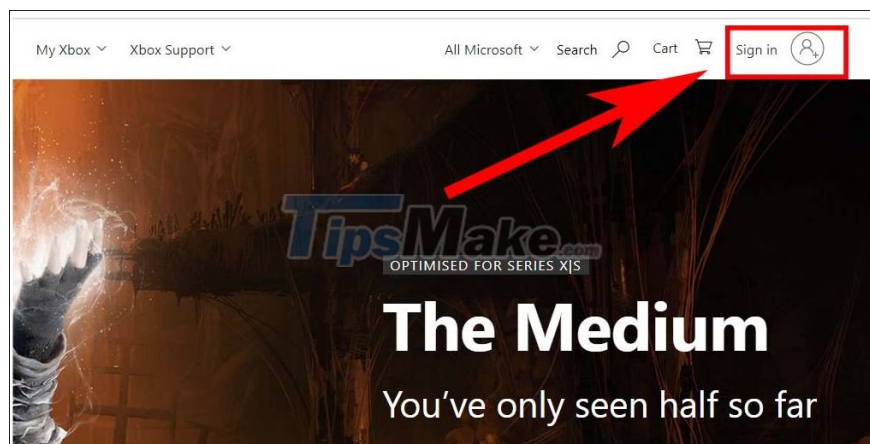 My Xbox Xbox Support All Microsoft Search Cart Sign in
TipsMake.com
OPTIMISED FOR SERIES X|S
The Medium
You've only seen half so far